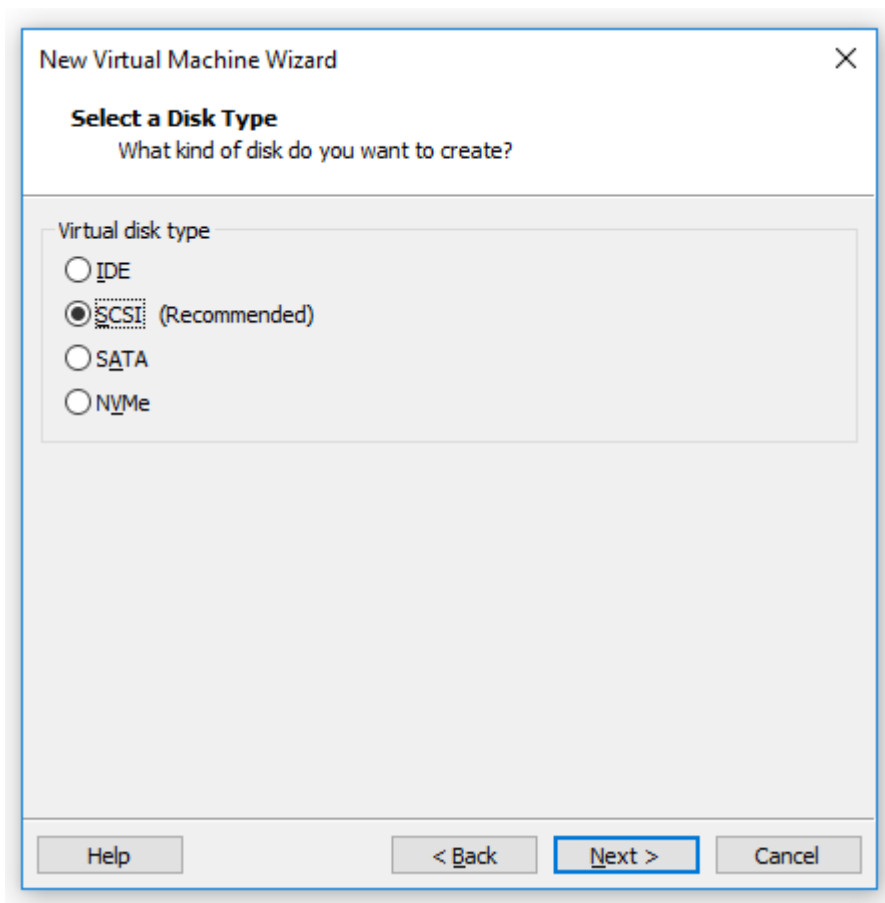 New Virtual Machine Wizard
Select a Disk Type
What kind of disk do you want to create?
Virtual disk type
IDE
SCSI (Recommended)
SATA
NVMe
Help
< Back
Next >
Cancel